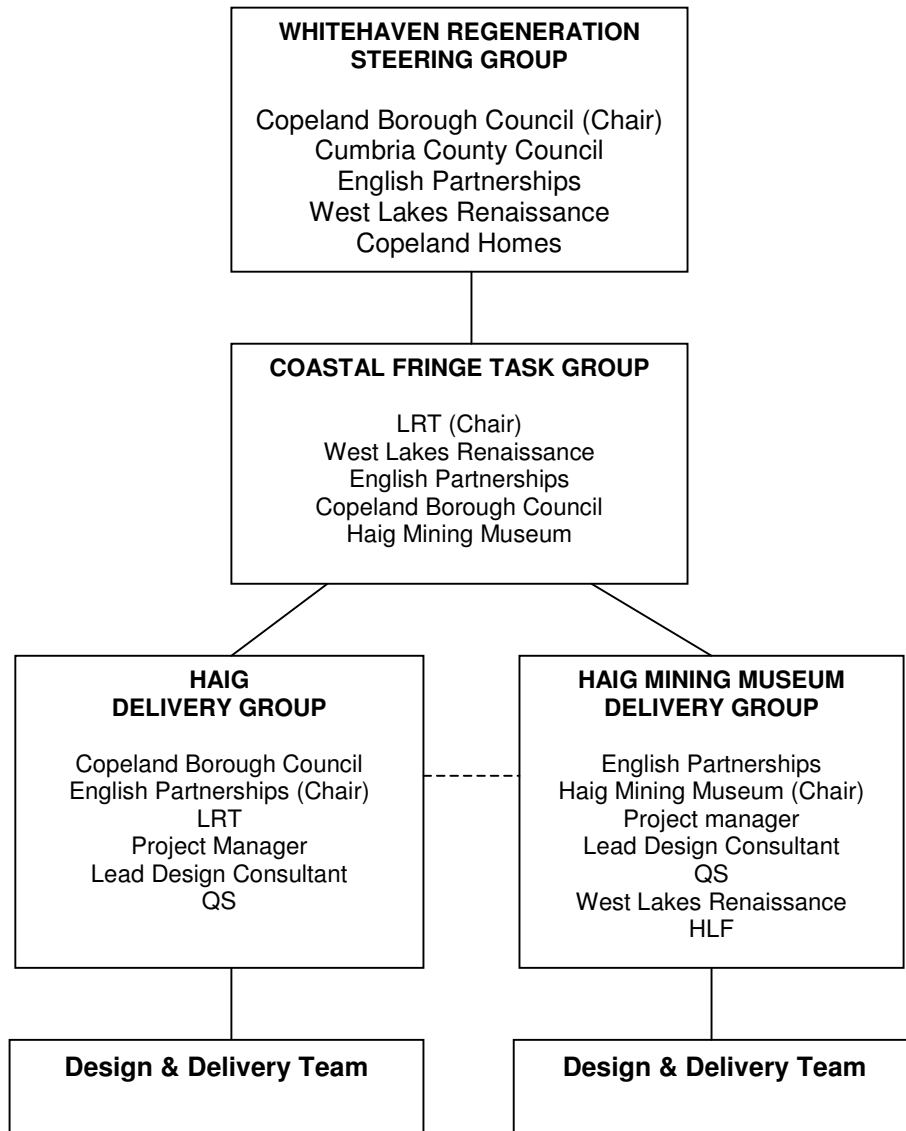 WHITEHAVEN REGENERATION
STEERING GROUP
Copeland Borough Council (Chair)
Cumbria County Council
English Partnerships
West Lakes Renaissance
Copeland Homes
COASTAL FRINGE TASK GROUP
LRT (Chair)
West Lakes Renaissance
English Partnerships
Copeland Borough Council
Haig Mining Museum
HAIG
DELIVERY GROUP
Copeland Borough Council
English Partnerships (Chair)
LRT
Project Manager
Lead Design Consultant
QS
HAIG MINING MUSEUM
DELIVERY GROUP
English Partnerships
Haig Mining Museum (Chair)
Project manager
Lead Design Consultant
QS
West Lakes Renaissance
HLF
Design & Delivery Team
Design & Delivery Team